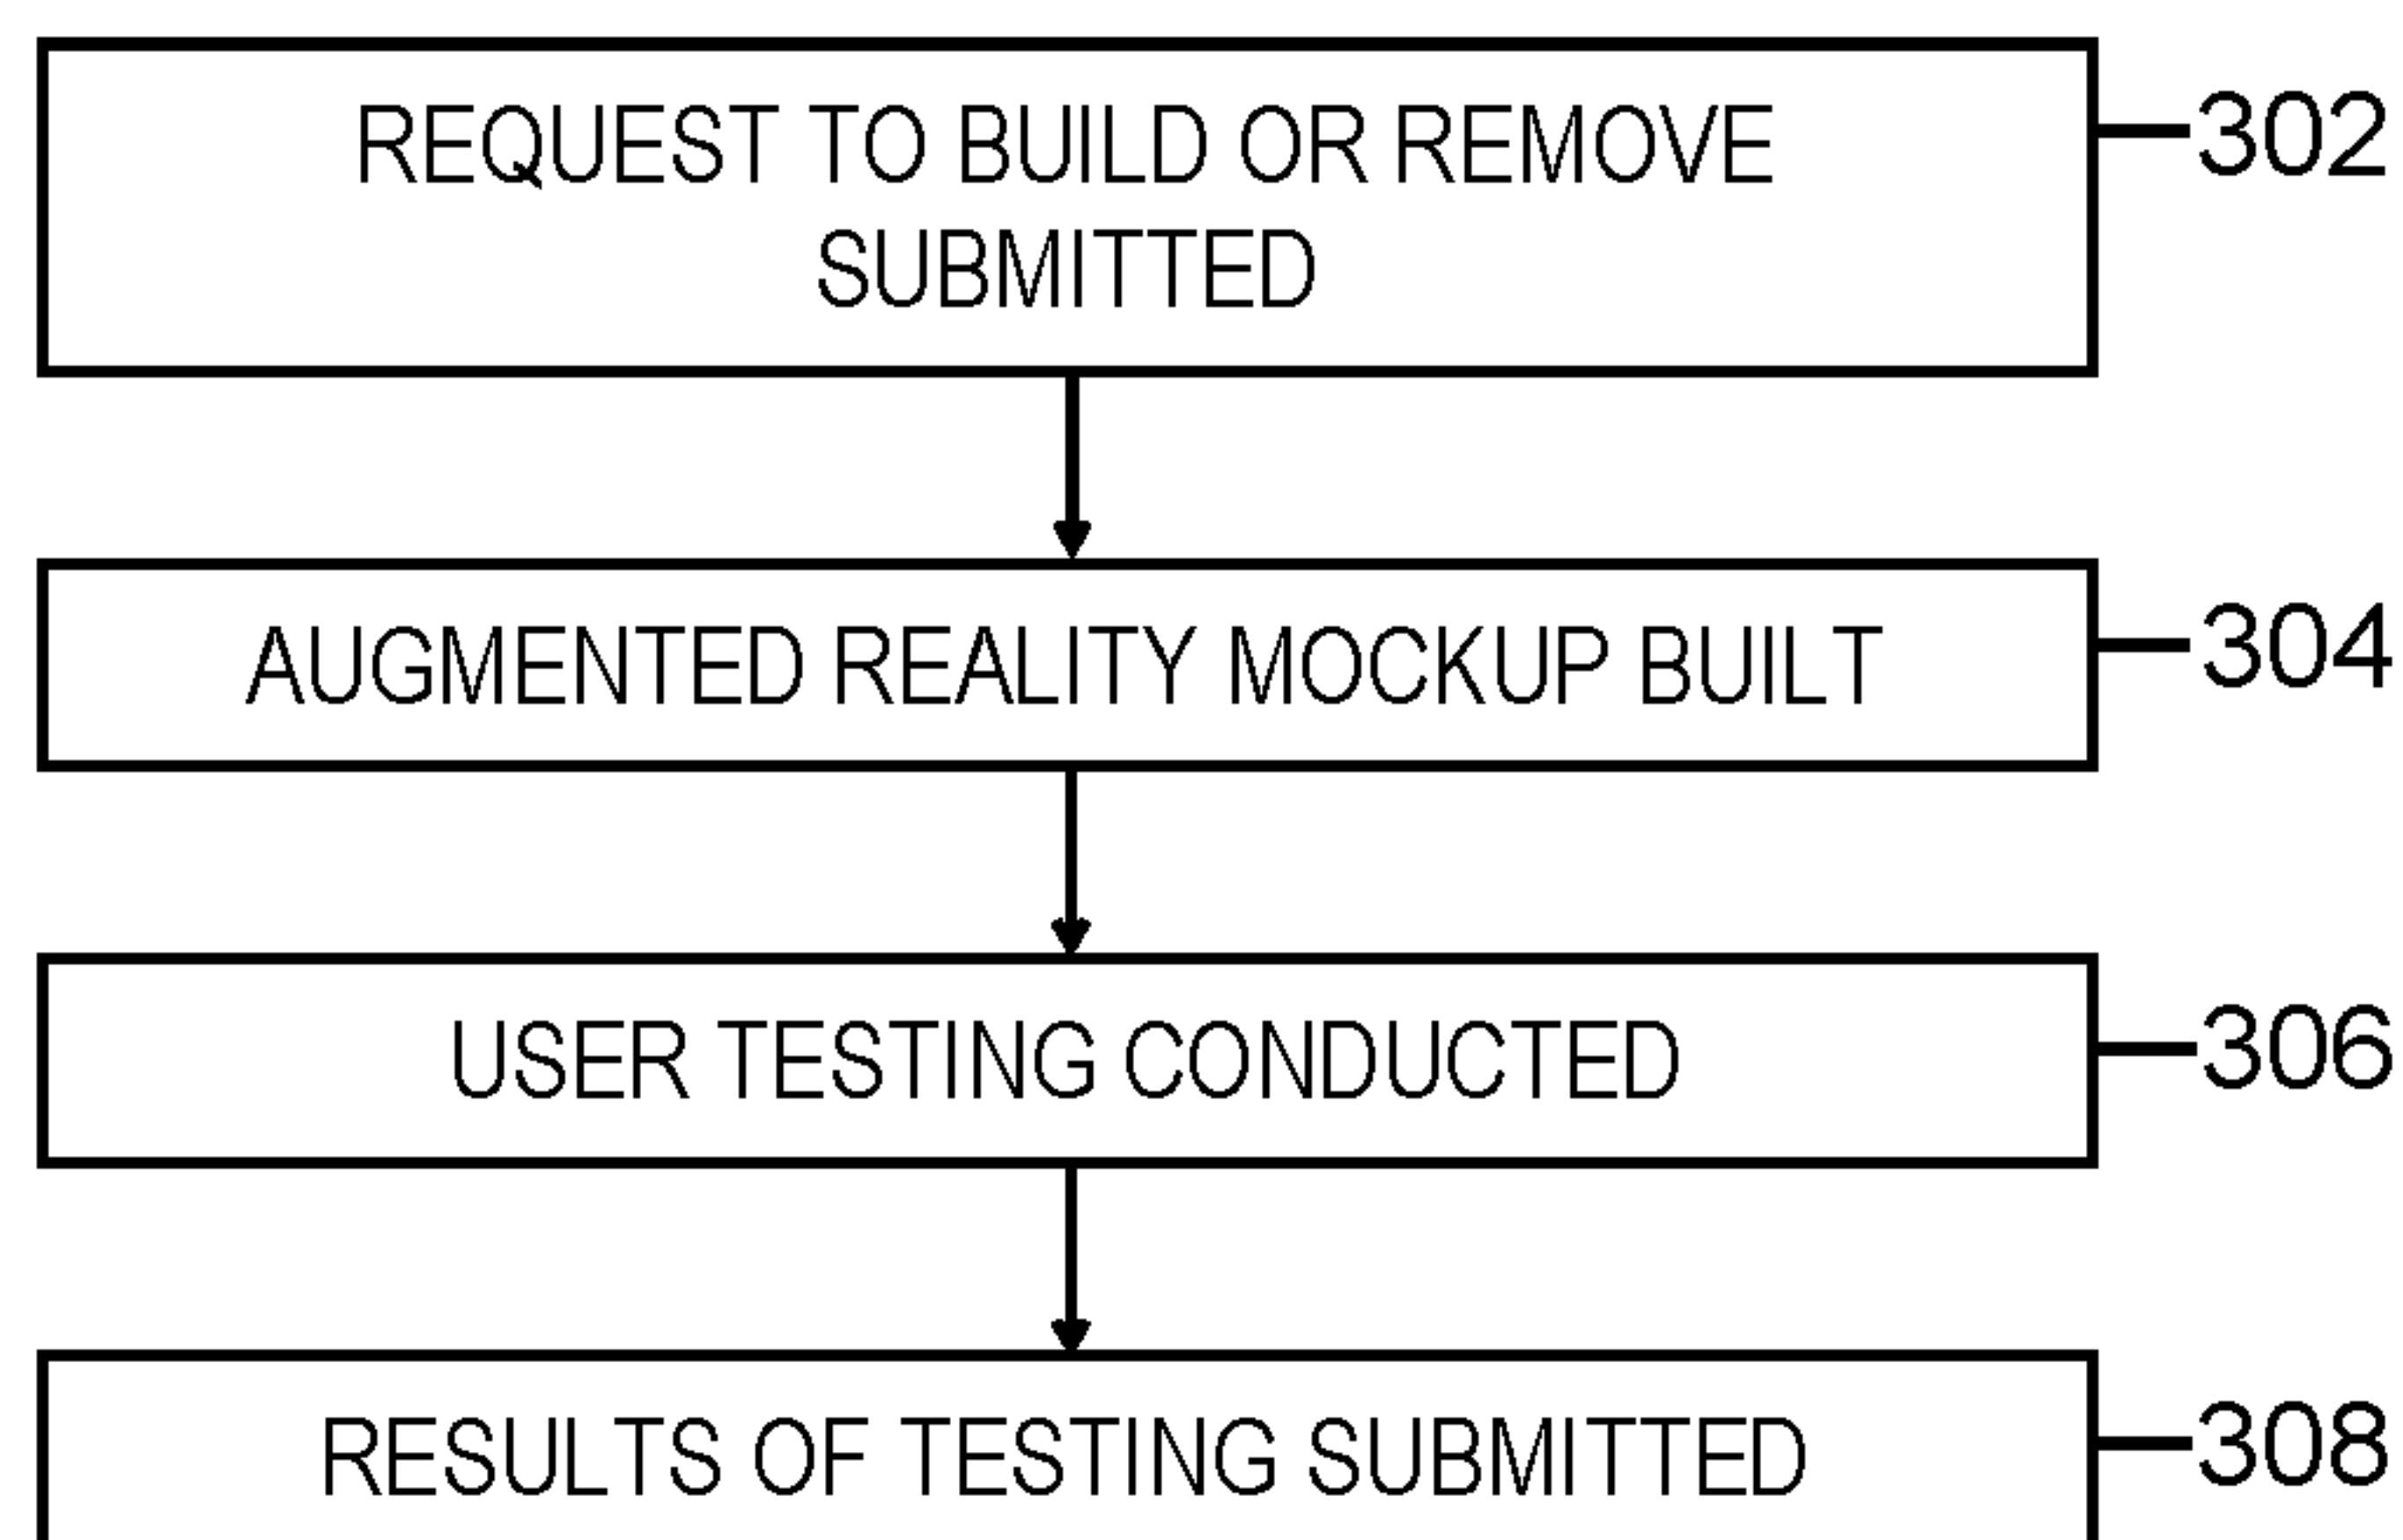 REQUEST TO BUILD OR REMOVE
SUBMITTED
302
AUGMENTED REALITY MOCKUP BUILT
304
USER TESTING CONDUCTED
306
RESULTS OF TESTING SUBMITTED
308